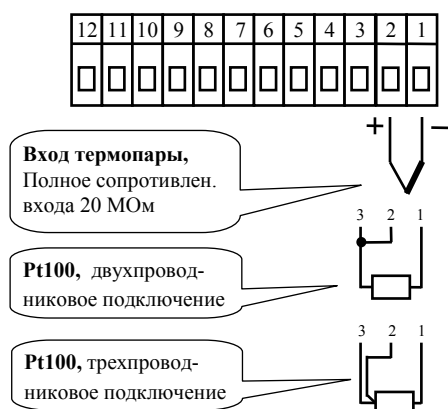 12 11 10 9 8 7 6 5 4 3 2 1
+ –
Вход термопары,
Полное сопротивлен.
входа 20 МОм
3 2 1
Pt100, двухпровод-
никовое подключение
3 2 1
Pt100, трехпровод-
никовое подключение